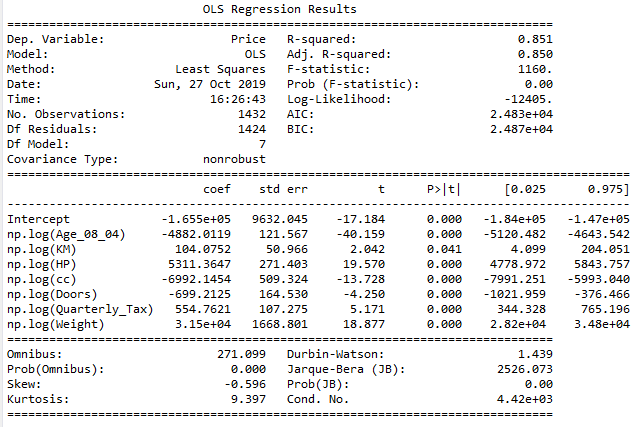 OLS Regression Results
==============================================================================
Dep. Variable: Price R-squared: 0.851
Model: OLS Adj. R-squared: 0.850
Method: Least Squares F-statistic: 1160.
Date: Sun, 27 Oct 2019 Prob (F-statistic): 0.00
Time: 16:26:43 Log-Likelihood: -12405.
No. Observations: 1432 AIC: 2.483e+04
Df Residuals: 1424 BIC: 2.487e+04
Df Model: 7
Covariance Type: nonrobust
=========================================================================================
coef std err t P>|t| [0.025 0.975]
-----------------------------------------------------------------------------------------
Intercept -1.655e+05 9632.045 -17.184 0.000 -1.84e+05 -1.47e+05
np.log(Age_08_04) -4882.0119 121.567 -40.159 0.000 -5120.482 -4643.542
np.log(KM) 104.0752 50.966 2.042 0.041 4.099 204.051
np.log(HP) 5311.3647 271.403 19.570 0.000 4778.972 5843.757
np.log(cc) -6992.1454 509.324 -13.728 0.000 -7991.251 -5993.040
np.log(Doors) -699.2125 164.530 -4.250 0.000 -1021.959 -376.466
np.log(Quarterly_Tax) 554.7621 107.275 5.171 0.000 344.328 765.196
np.log(Weight) 3.15e+04 1668.801 18.877 0.000 2.82e+04 3.48e+04
==============================================================================
Omnibus: 271.099 Durbin-Watson: 1.439
Prob(Omnibus): 0.000 Jarque-Bera (JB): 2526.073
Skew: -0.596 Prob(JB): 0.00
Kurtosis: 9.397 Cond. No. 4.42e+03
==============================================================================